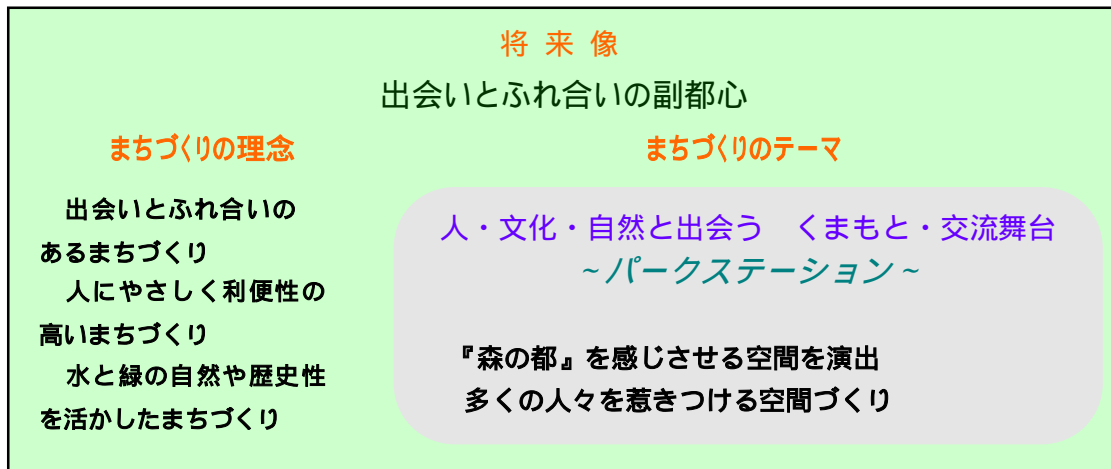 将 来 像
出会いとふれ合いの副都心
まちづくりの理念
出会いとふれ合いの
あるまちづくり
人にやさしく利便性の
高いまちづくり
水と緑の自然や歴史性
を活かしたまちづくり
まちづくりのテーマ
人・文化・自然と出会う　くまもと・交流舞台
~パークステーション~
『森の都』を感じさせる空間を演出
多くの人々を惹きつける空間づくり